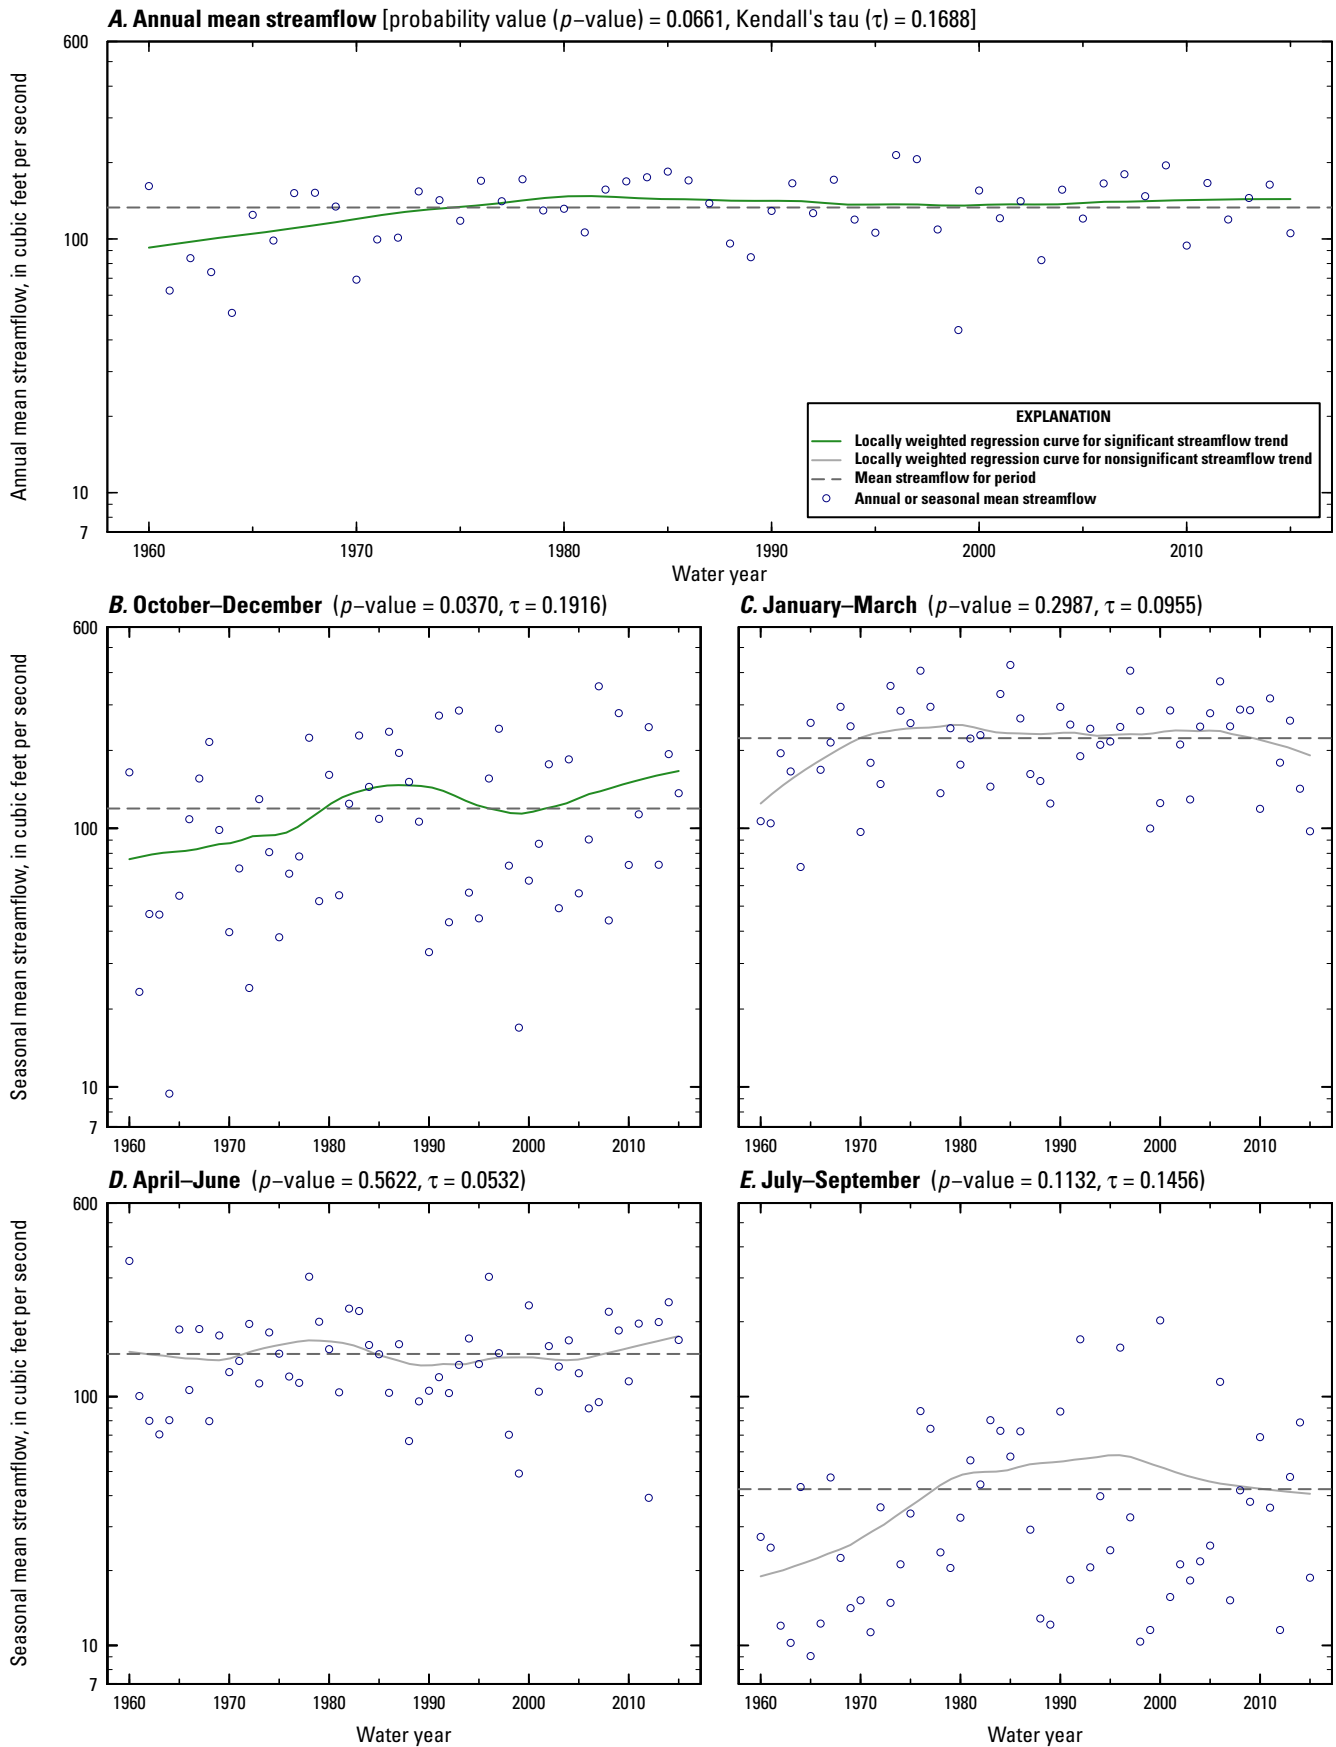 A. Annual mean streamflow [probability value (p−value) = 0.0661, Kendall's tau (τ) = 0.1688]
Annual mean streamflow, in cubic feet per second
600
100
10
7
EXPLANATION
Locally weighted regression curve for significant streamflow trend
Locally weighted regression curve for nonsignificant streamflow trend
Mean streamflow for period
Annual or seasonal mean streamflow
1960 1970 1980 1990 2000 2010
Water year
B. October–December (p−value = 0.0370, τ = 0.1916)
Seasonal mean streamflow, in cubic feet per second
600
100
10
7
1960 1970 1980 1990 2000 2010
C. January–March (p−value = 0.2987, τ = 0.0955)
1960 1970 1980 1990 2000 2010
D. April–June (p−value = 0.5622, τ = 0.0532)
Seasonal mean streamflow, in cubic feet per second
600
100
10
7
1960 1970 1980 1990 2000 2010
Water year
E. July–September (p−value = 0.1132, τ = 0.1456)
1960 1970 1980 1990 2000 2010
Water year